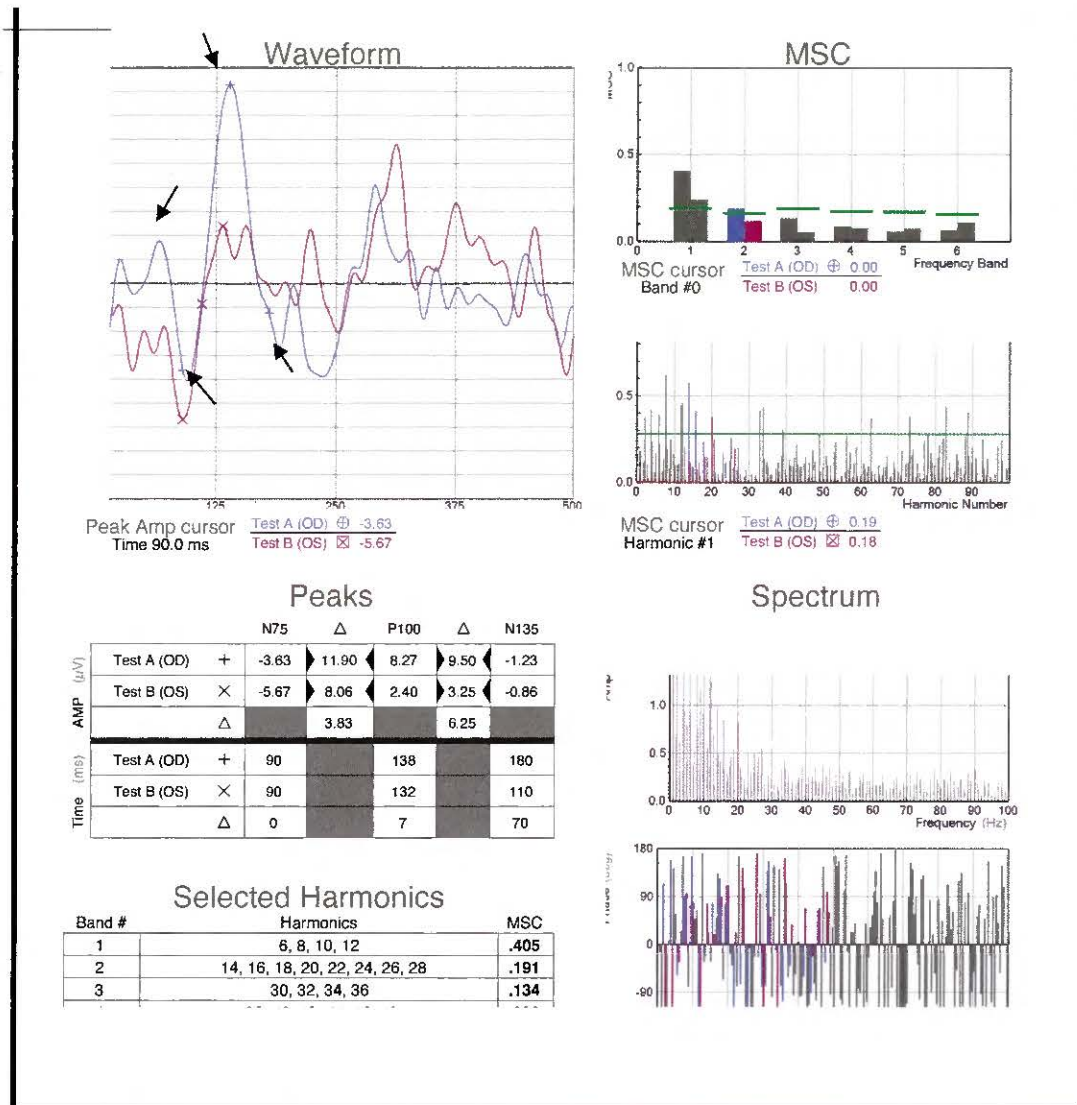 Waveform
125 250 375 500
Peak Amp cursor Test A (OD) ⊕ -3.63
Time 90.0 ms Test B (OS) ☒ -5.67
MSC
1.0
0.5
0.0
0 1 2 3 4 5 6
Frequency Band
MSC cursor Test A (OD) ⊕ 0.00
Band #0 Test B (OS) 0.00
0.5
0.0
0 10 20 30 40 50 60 70 80 90
Harmonic Number
MSC cursor Test A (OD) ⊕ 0.19
Harmonic #1 Test B (OS) ☒ 0.18
Peaks
N75 Δ P100 Δ N135
AMP (μV)
Test A (OD) + -3.63 11.90 8.27 9.50 -1.23
Test B (OS) × -5.67 8.06 2.40 3.25 -0.86
Δ 3.83 6.25
Time (ms)
Test A (OD) + 90 138 180
Test B (OS) × 90 132 110
Δ 0 7 70
Selected Harmonics
Band # Harmonics MSC
1 6, 8, 10, 12 .405
2 14, 16, 18, 20, 22, 24, 26, 28 .191
3 30, 32, 34, 36 .134
Spectrum
1.0
0.5
0.0
0 10 20 30 40 50 60 70 80 90 100
Frequency (Hz)
180
90
0
-90